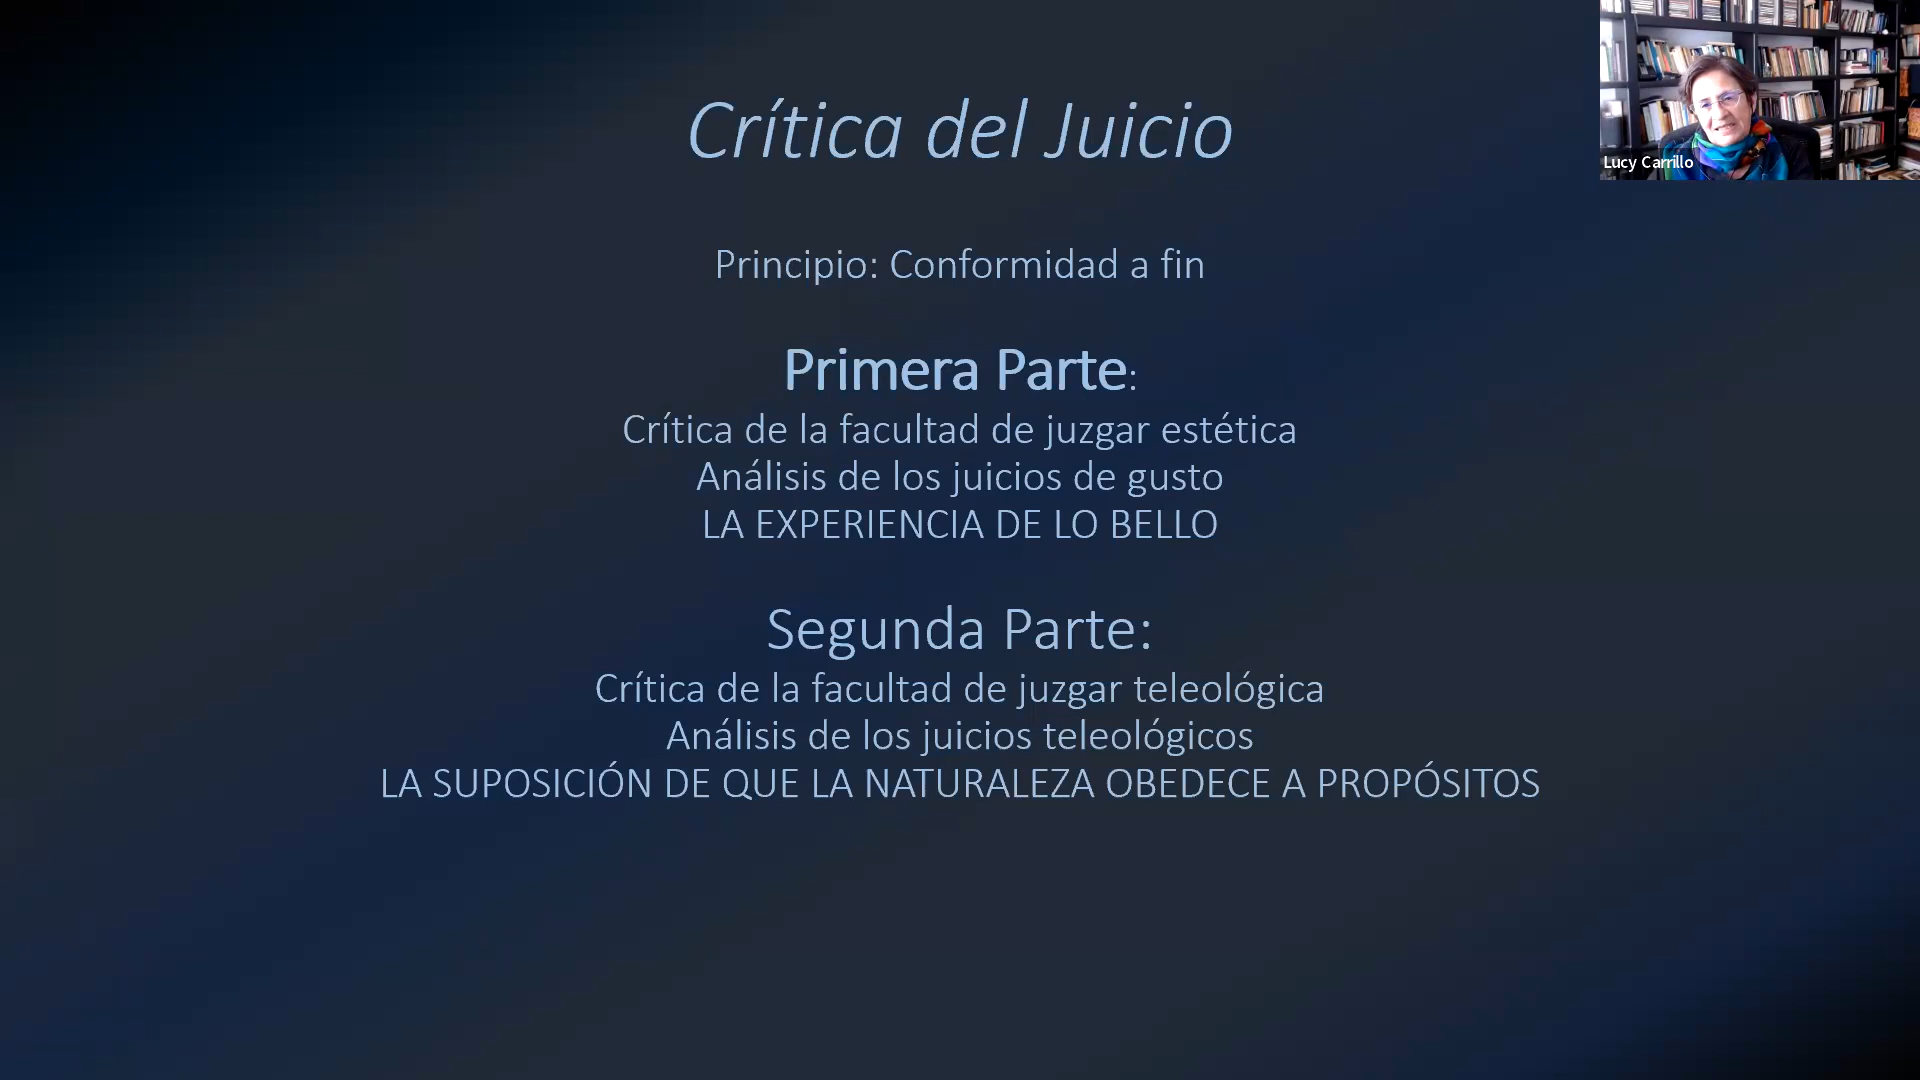 Crítica del Juicio
Lucy Carrillo
Principio: Conformidad a fin
Primera Parte:
Crítica de la facultad de juzgar estética
Análisis de los juicios de gusto
LA EXPERIENCIA DE LO BELLO
Segunda Parte:
Crítica de la facultad de juzgar teleológica
Análisis de los juicios teleológicos
LA SUPOSICIÓN DE QUE LA NATURALEZA OBEDECE A PROPÓSITOS